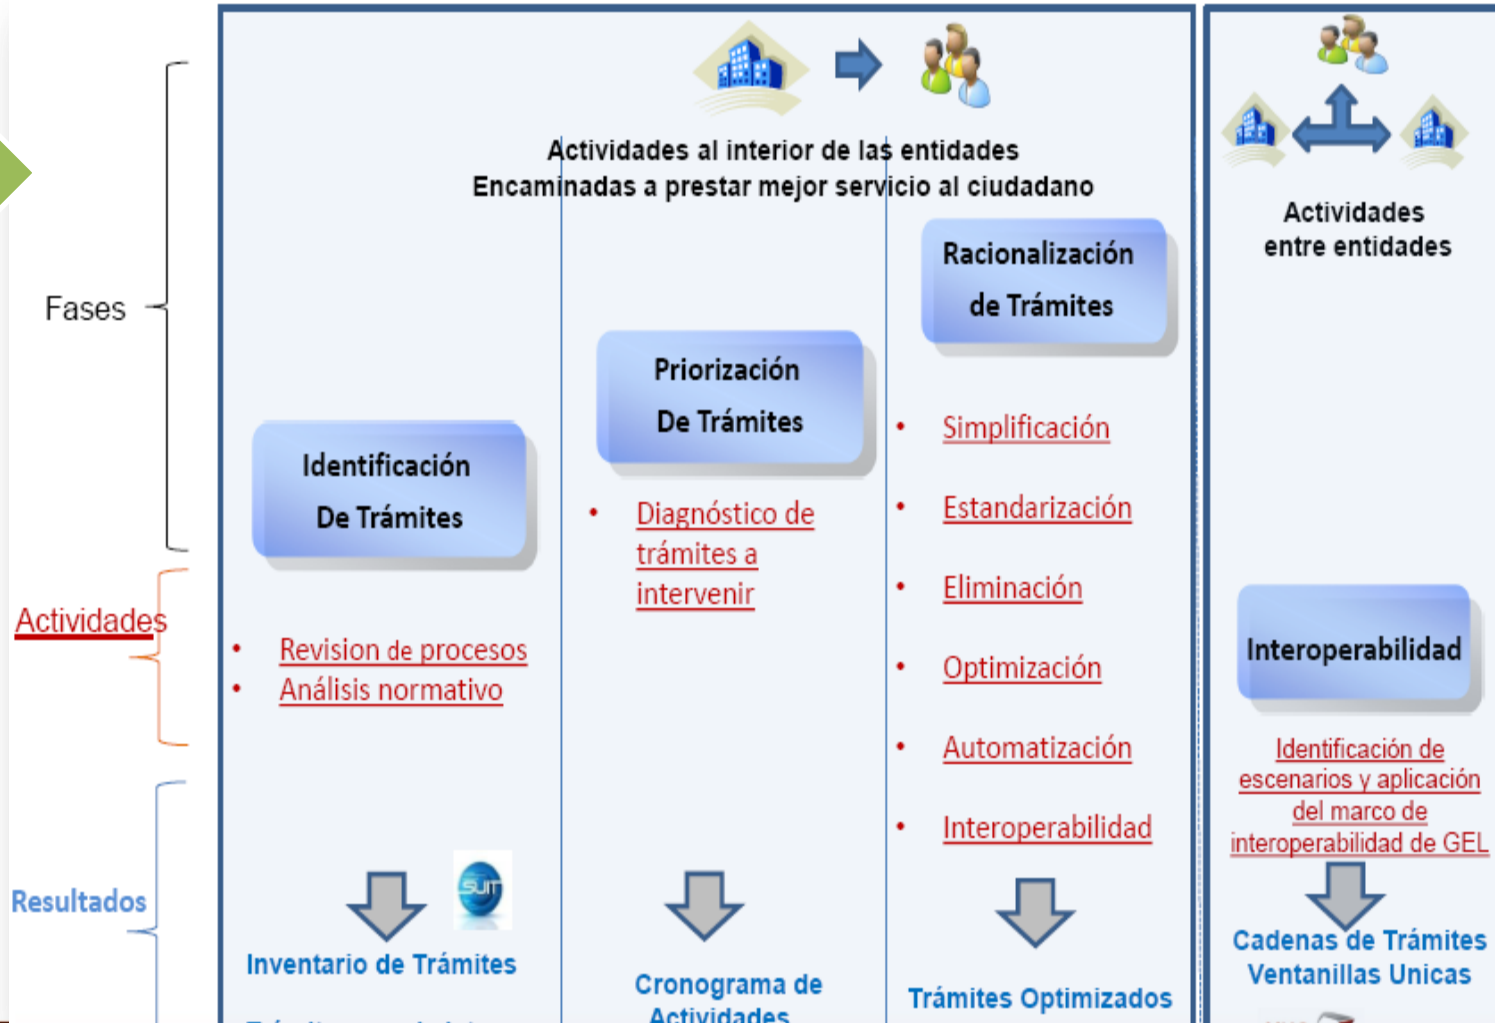 Actividades al interior de las entidades
Encaminadas a prestar mejor servicio al ciudadano
Actividades
entre entidades
Fases
Identificación
De Trámites
Priorización
De Trámites
Racionalización
de Trámites
Interoperabilidad
Actividades
• Revision de procesos
• Análisis normativo
• Diagnóstico de
trámites a
intervenir
• Simplificación
• Estandarización
• Eliminación
• Optimización
• Automatización
• Interoperabilidad
Identificación de
escenarios y aplicación
del marco de
interoperabilidad de GEL
Resultados
SUIT
Inventario de Trámites
Cronograma de
Actividades
Trámites Optimizados
Cadenas de Trámites
Ventanillas Unicas